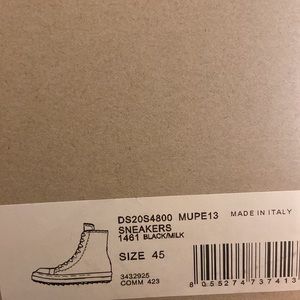 DS20S4800 MUPE13 MADE IN ITALY
SNEAKERS
1461 BLACK/MILK
SIZE 45
3432925
COMM 423
8 055274 737413